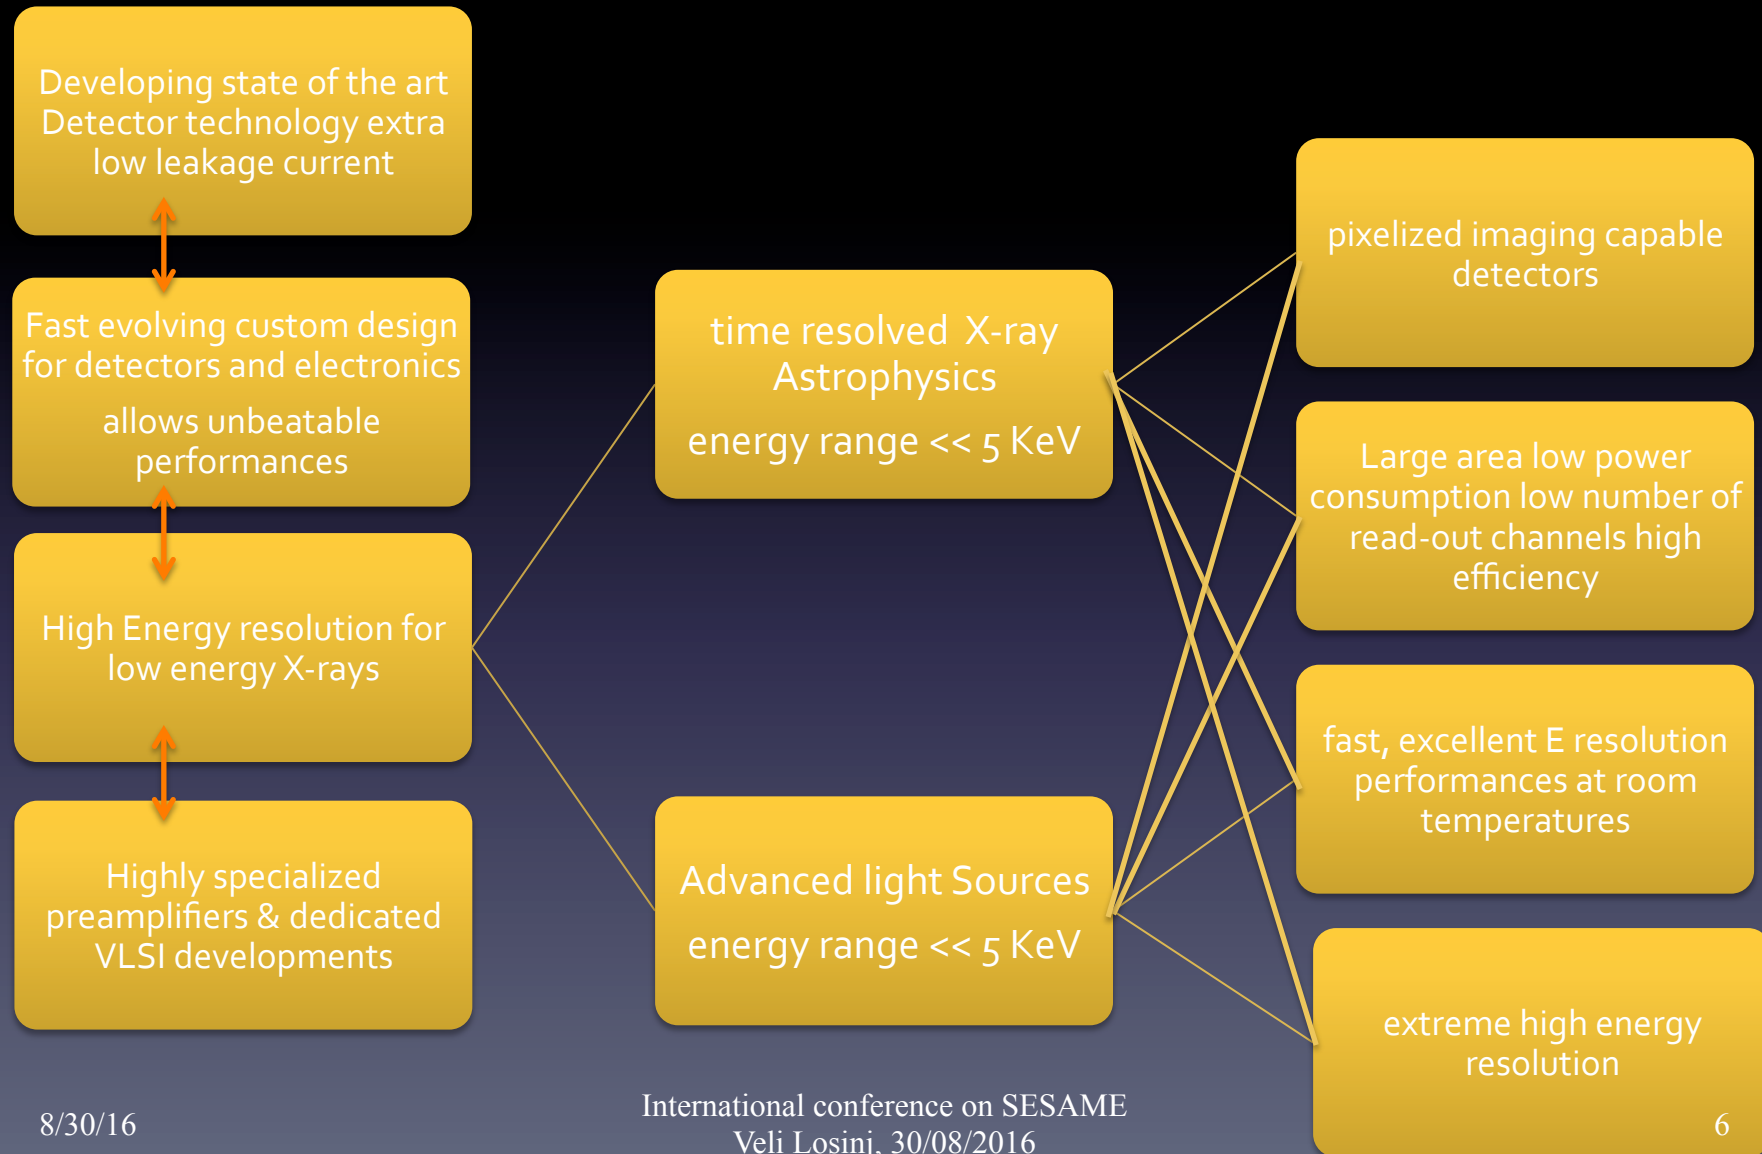 Developing state of the art
Detector technology extra
low leakage current
Fast evolving custom design
for detectors and electronics
allows unbeatable
performances
High Energy resolution for
low energy X-rays
Highly specialized
preamplifiers & dedicated
VLSI developments
time resolved X-ray
Astrophysics
energy range << 5 KeV
Advanced light Sources
energy range << 5 KeV
pixelized imaging capable
detectors
Large area low power
consumption low number of
read-out channels high
efficiency
fast, excellent E resolution
performances at room
temperatures
extreme high energy
resolution
8/30/16
International conference on SESAME
Veli Losinj, 30/08/2016
6